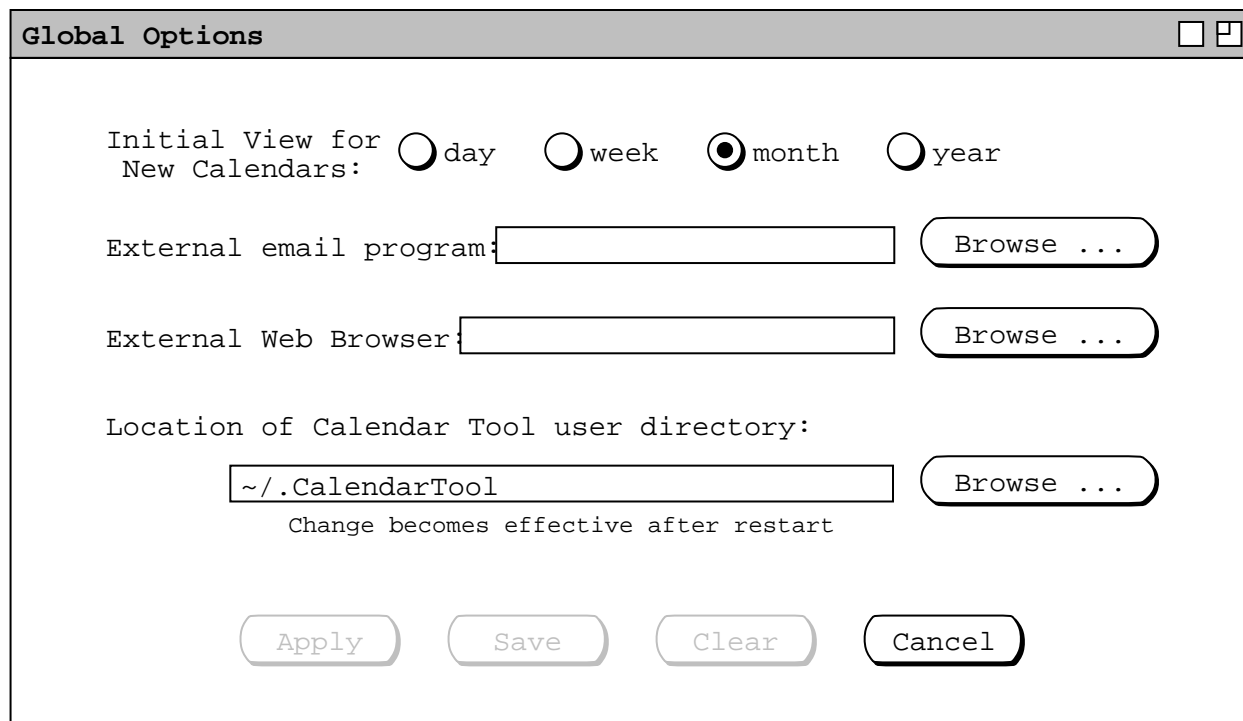 Global Options
Initial View for
New Calendars:
day week month year
External email program: Browse ...
External Web Browser: Browse ...
Location of Calendar Tool user directory:
~/.CalendarTool Browse ...
Change becomes effective after restart
Apply Save Clear Cancel